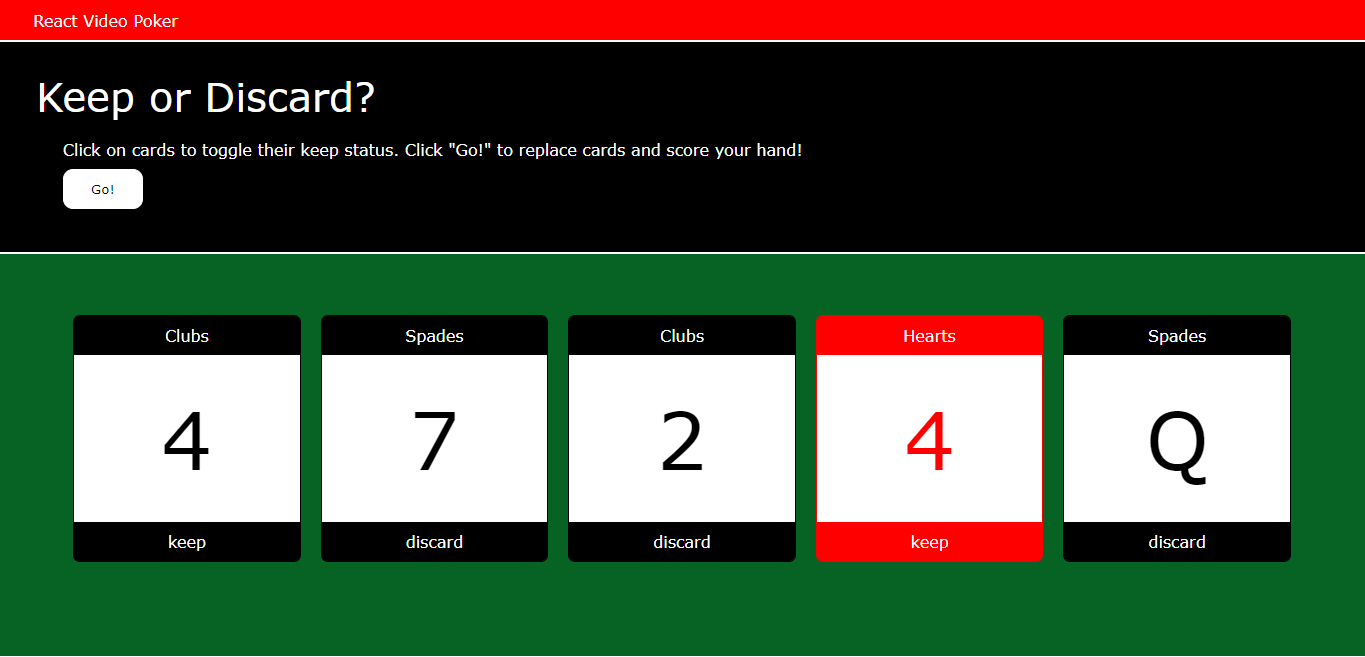 React Video Poker
Keep or Discard?
Click on cards to toggle their keep status. Click "Go!" to replace cards and score your hand!
Go!
Clubs
4
keep
Spades
7
discard
Clubs
2
discard
Hearts
4
keep
Spades
Q
discard